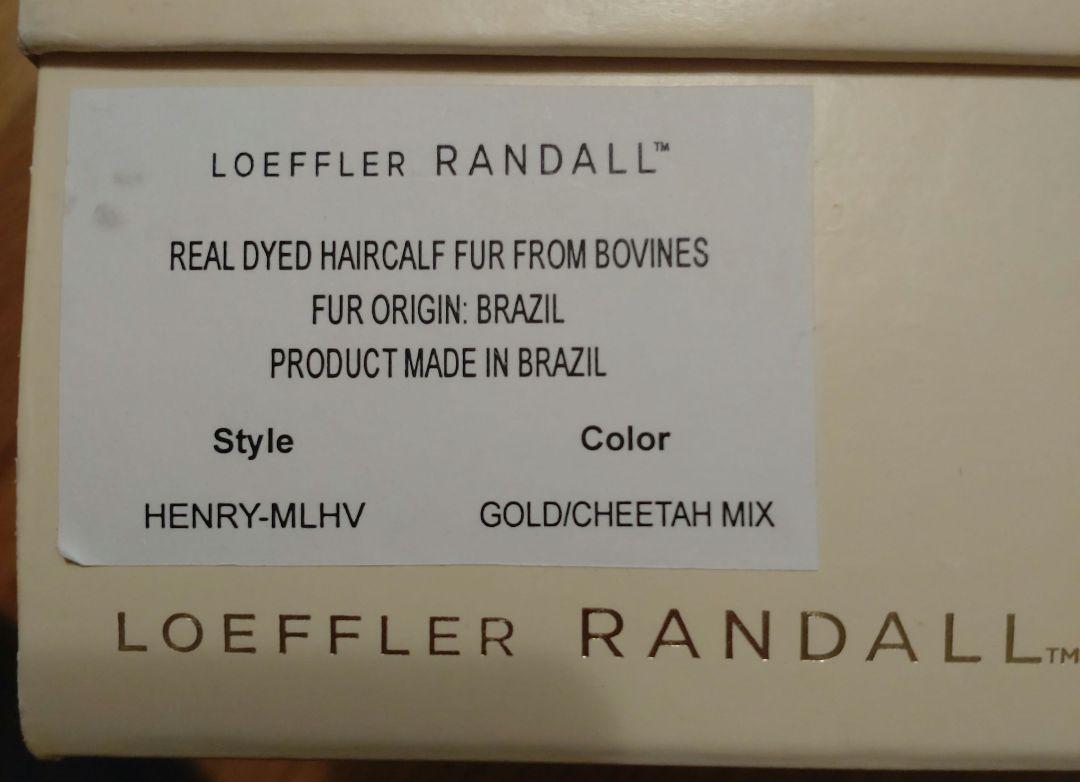 LOEFFLER RANDALL™
REAL DYED HAIRCALF FUR FROM BOVINES
FUR ORIGIN: BRAZIL
PRODUCT MADE IN BRAZIL
Style Color
HENRY-MLHV GOLD/CHEETAH MIX
LOEFFLER RANDALL™